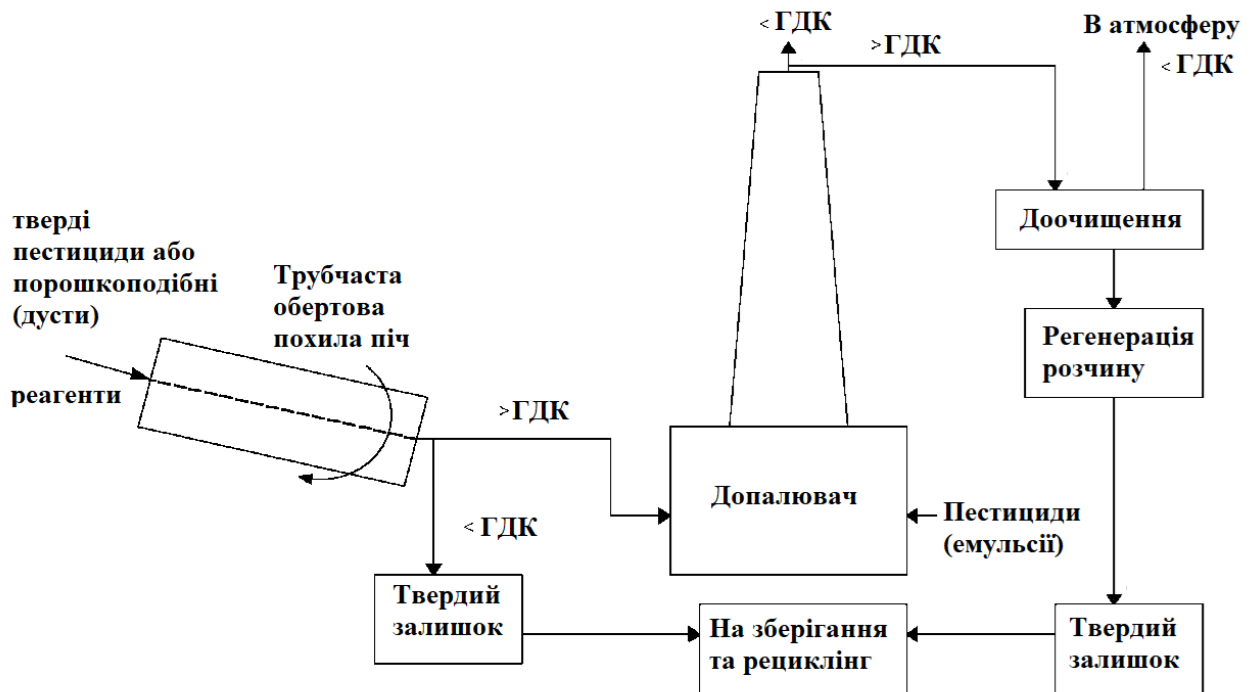 < ГДК
>ГДК
В атмосферу
< ГДК
Доочищення
тверді
пестициди або
порошкоподібні
(дусти)
Трубчаста
обертова
похила піч
реагенти
Регенерація
розчину
>ГДК
Допалювач
Пестициди
(емульсії)
< ГДК
Твердий
залишок
На зберігання
та рециклінг
Твердий
залишок